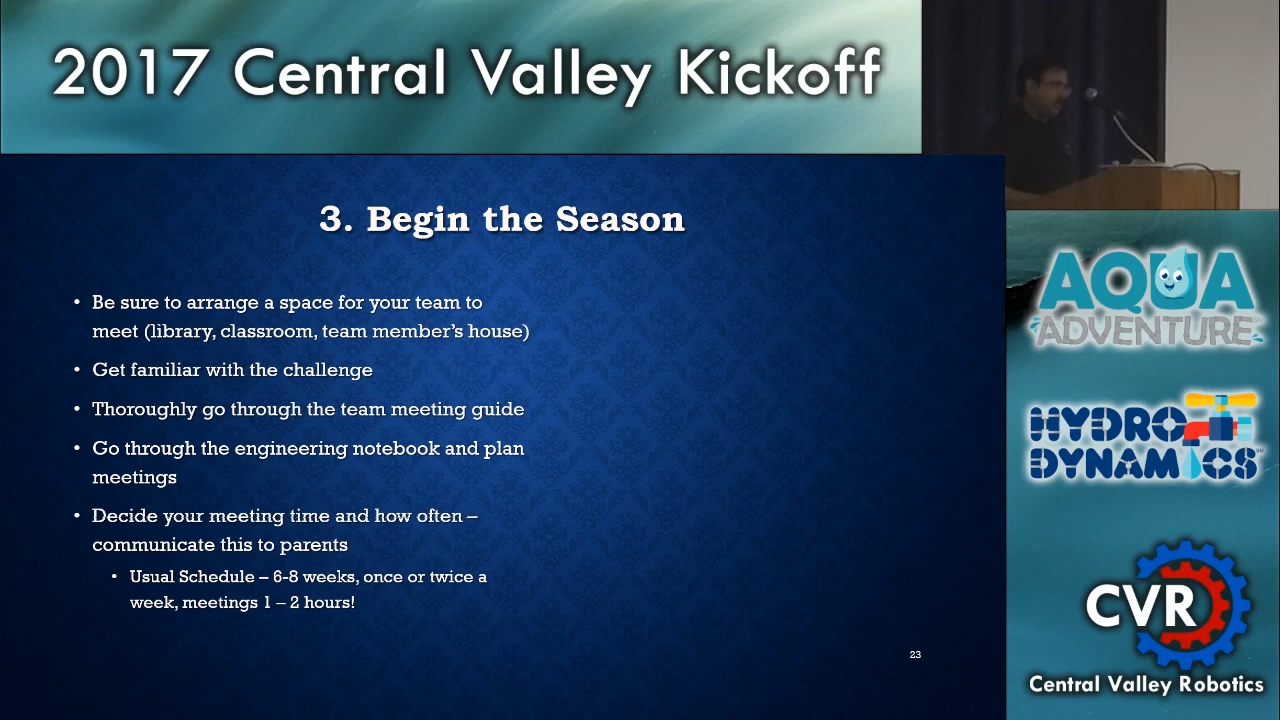 2017 Central Valley Kickoff
3. Begin the Season
• Be sure to arrange a space for your team to
meet (library, classroom, team member's house)
• Get familiar with the challenge
• Thoroughly go through the team meeting guide
• Go through the engineering notebook and plan
meetings
• Decide your meeting time and how often –
communicate this to parents
• Usual Schedule – 6-8 weeks, once or twice a
week, meetings 1 – 2 hours!
23
AQUA
ADVENTURE
HYDRO
DYNAMICS
CVR
Central Valley Robotics